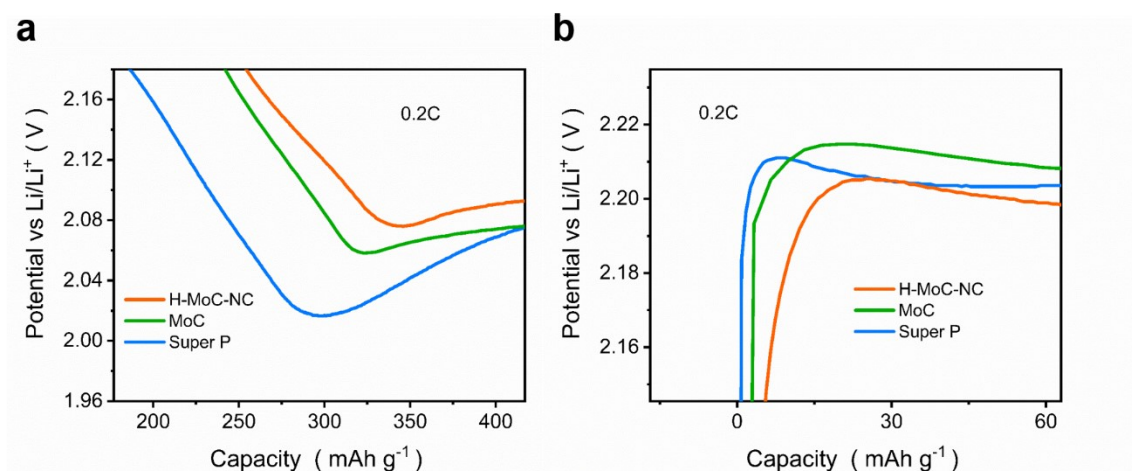 a
Potential vs Li/Li⁺ ( V )
2.16
2.12
2.08
2.04
2.00
1.96
0.2C
H-MoC-NC
MoC
Super P
200
250
300
350
400
Capacity ( mAh g⁻¹ )
b
Potential vs Li/Li⁺ ( V )
2.22
2.20
2.18
2.16
0.2C
H-MoC-NC
MoC
Super P
0
30
60
Capacity ( mAh g⁻¹ )